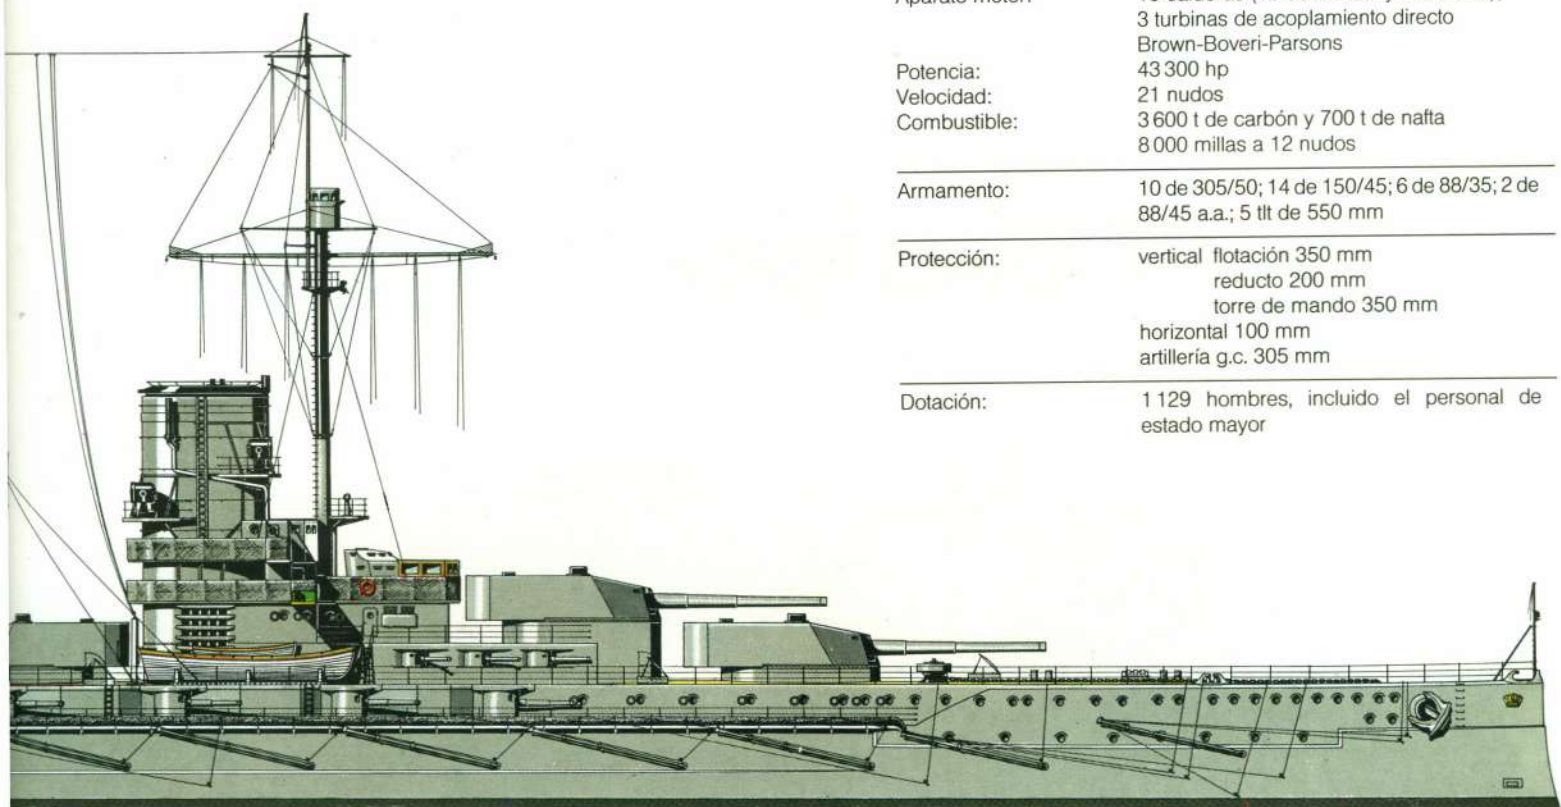 3 turbinas de acoplamiento directo
Brown-Boveri-Parsons
Potencia: 43 300 hp
Velocidad: 21 nudos
Combustible: 3 600 t de carbón y 700 t de nafta
8 000 millas a 12 nudos
Armamento: 10 de 305/50; 14 de 150/45; 6 de 88/35; 2 de
88/45 a.a.; 5 tlt de 550 mm
Protección: vertical flotación 350 mm
reducto 200 mm
torre de mando 350 mm
horizontal 100 mm
artillería g.c. 305 mm
Dotación: 1 129 hombres, incluido el personal de
estado mayor